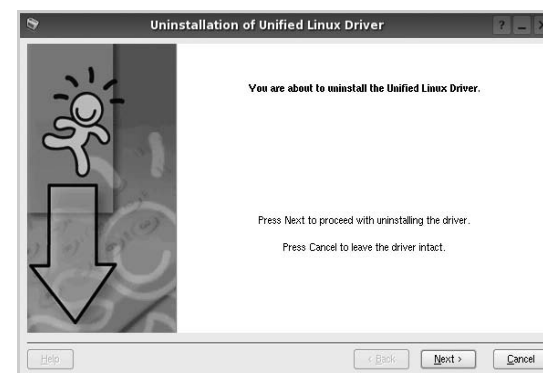 Uninstallation of Unified Linux Driver
You are about to uninstall the Unified Linux Driver.
Press Next to proceed with uninstalling the driver.
Press Cancel to leave the driver intact.
Help
< Back
Next >
Cancel